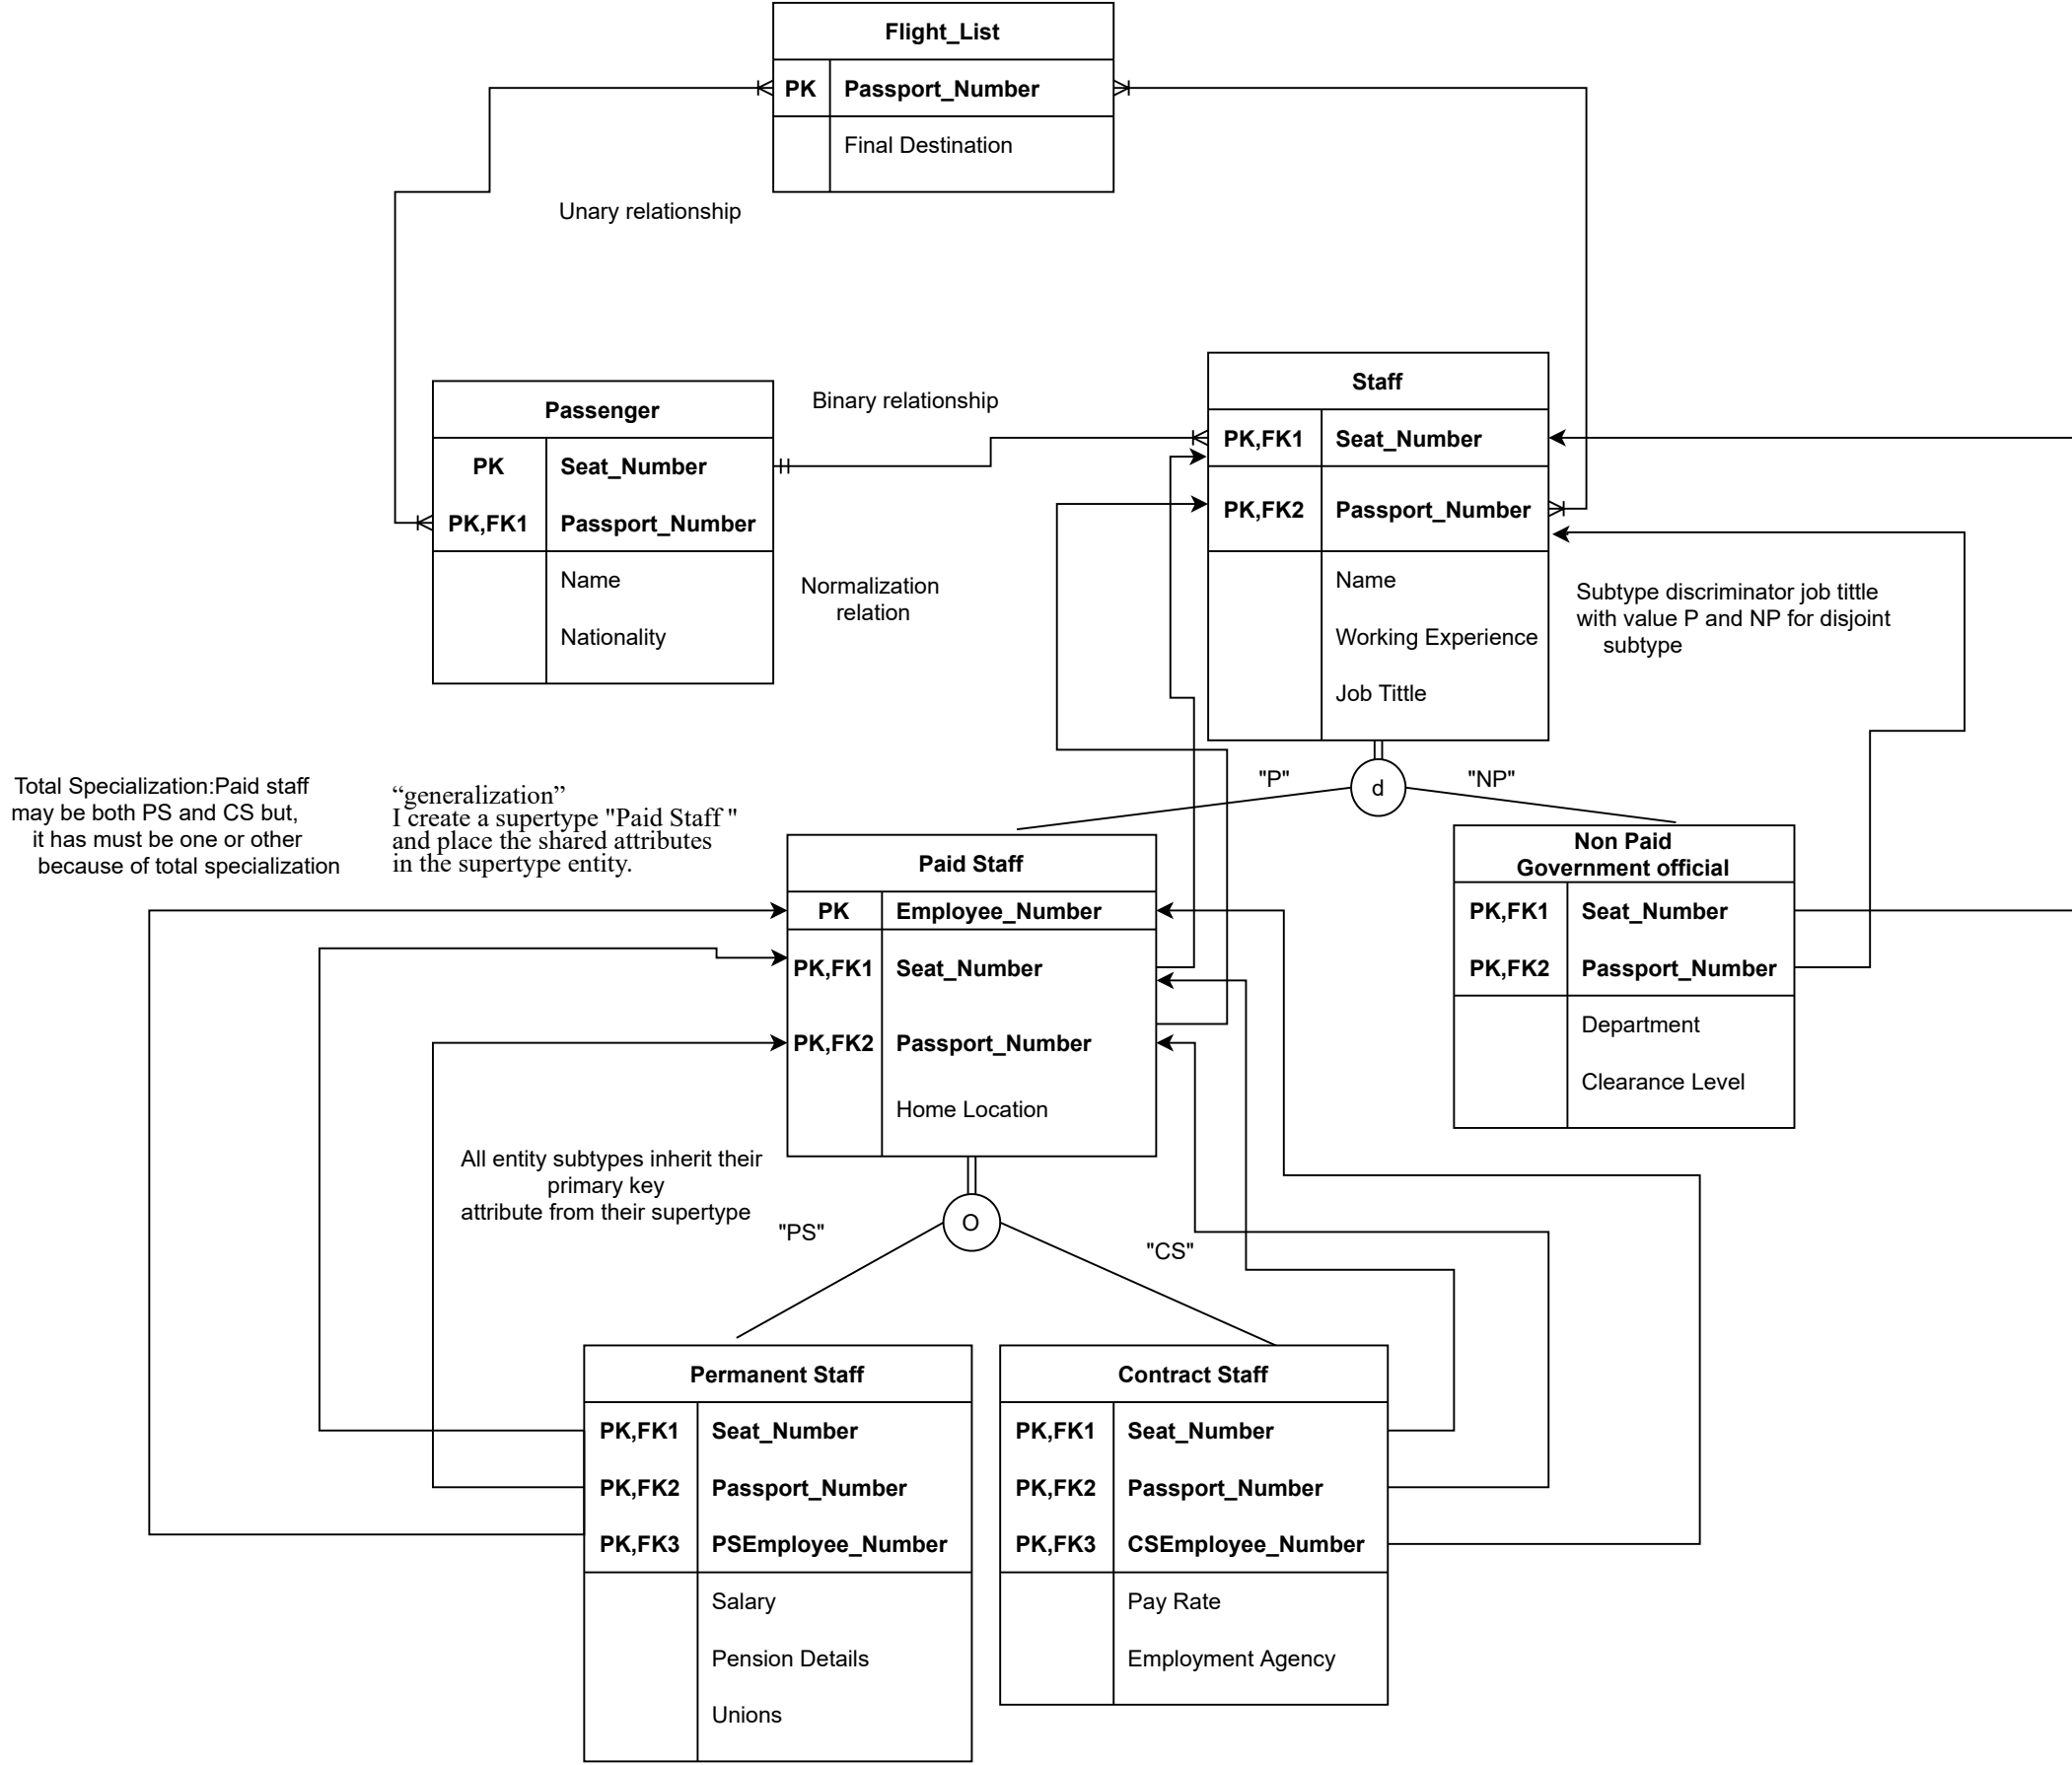 Flight_List
PK Passport_Number
Final Destination
Unary relationship
Passenger
PK Seat_Number
PK,FK1 Passport_Number
Name
Nationality
Binary relationship
Normalization
relation
Staff
PK,FK1 Seat_Number
PK,FK2 Passport_Number
Name
Working Experience
Job Tittle
Subtype discriminator job tittle
with value P and NP for disjoint
subtype
"P"
d
"NP"
Total Specialization:Paid staff
may be both PS and CS but,
it has must be one or other
because of total specialization
“generalization”
I create a supertype "Paid Staff "
and place the shared attributes
in the supertype entity.
Paid Staff
PK Employee_Number
PK,FK1 Seat_Number
PK,FK2 Passport_Number
Home Location
Non Paid
Government official
PK,FK1 Seat_Number
PK,FK2 Passport_Number
Department
Clearance Level
All entity subtypes inherit their
primary key
attribute from their supertype
"PS"
O
"CS"
Permanent Staff
PK,FK1 Seat_Number
PK,FK2 Passport_Number
PK,FK3 PSEmployee_Number
Salary
Pension Details
Unions
Contract Staff
PK,FK1 Seat_Number
PK,FK2 Passport_Number
PK,FK3 CSEmployee_Number
Pay Rate
Employment Agency